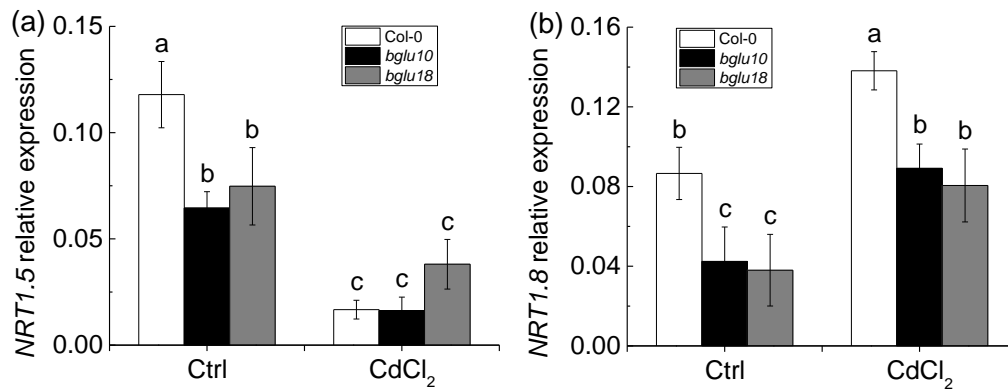 (a)
NRT1.5 relative expression
0.15
0.10
0.05
0.00
Col-0
bglu10
bglu18
a
b
b
c
c
c
Ctrl
CdCl₂
(b)
NRT1.8 relative expression
0.16
0.12
0.08
0.04
0.00
Col-0
bglu10
bglu18
b
c
c
a
b
b
Ctrl
CdCl₂